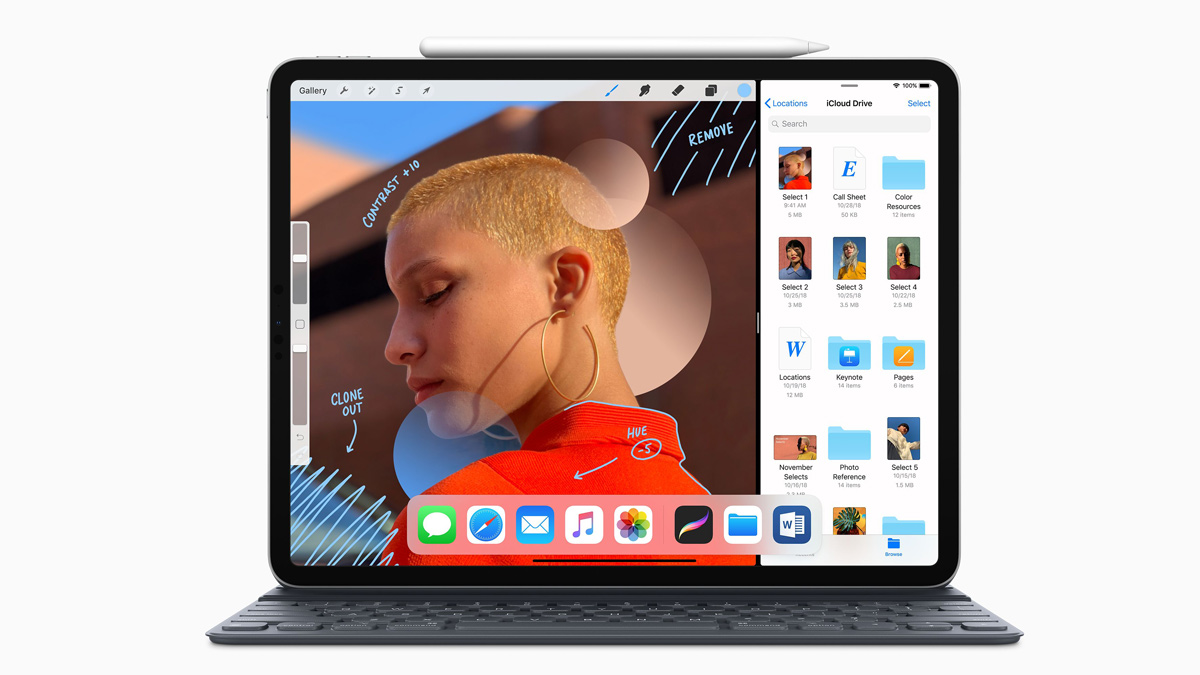 Gallery
CONTRAST +10
REMOVE
CLONE
OUT
HUE
-5
100%
Locations
iCloud Drive
Select
Search
Select 1
9:41 AM
5 MB
E
Call Sheet
10/28/18
50 KB
Color
Resources
12 items
Select 2
10/25/18
3 MB
Select 3
10/25/18
3.5 MB
Select 4
10/22/18
2.5 MB
W
Locations
10/19/18
12 MB
Keynote
14 items
Pages
6 items
November
Selects
10/16/18
Photo
Reference
14 items
Select 5
10/15/18
1.5 MB
W
Browse